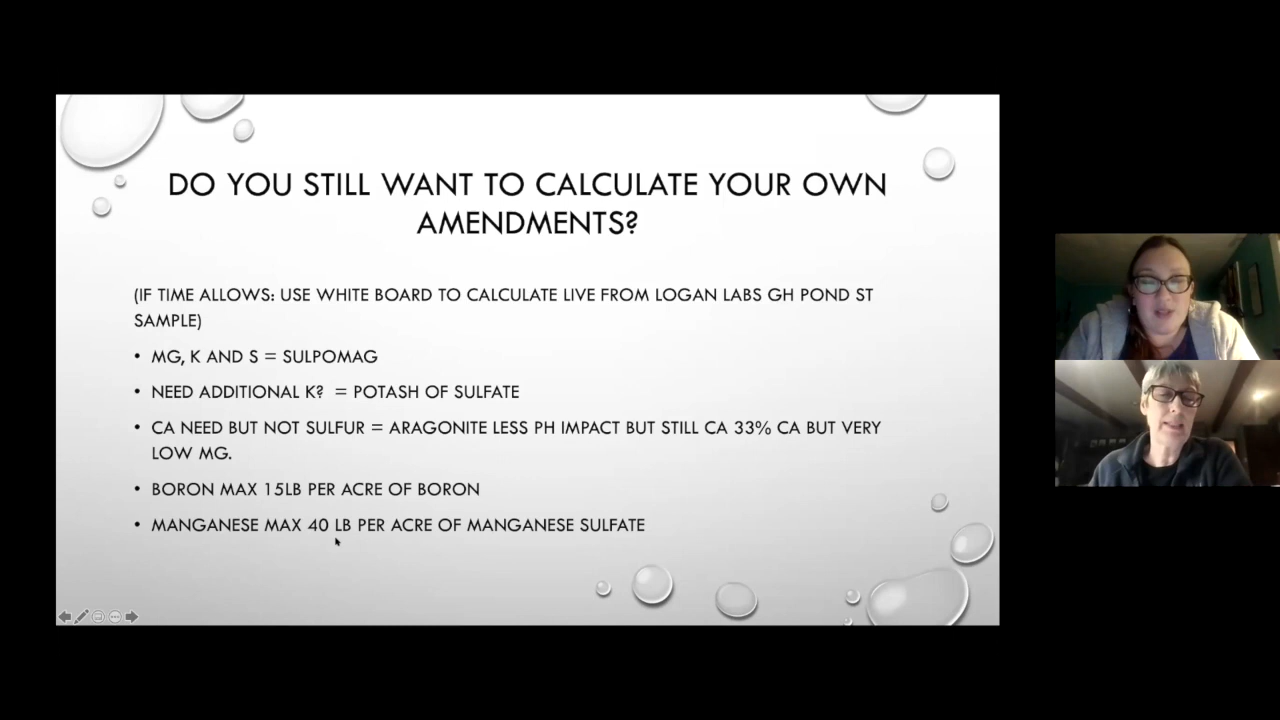 DO YOU STILL WANT TO CALCULATE YOUR OWN
AMENDMENTS?
(IF TIME ALLOWS: USE WHITE BOARD TO CALCULATE LIVE FROM LOGAN LABS GH POND ST
SAMPLE)
• MG, K AND S = SULPOMAG
• NEED ADDITIONAL K? = POTASH OF SULFATE
• CA NEED BUT NOT SULFUR = ARAGONITE LESS PH IMPACT BUT STILL CA 33% CA BUT VERY
LOW MG.
• BORON MAX 15LB PER ACRE OF BORON
• MANGANESE MAX 40 LB PER ACRE OF MANGANESE SULFATE